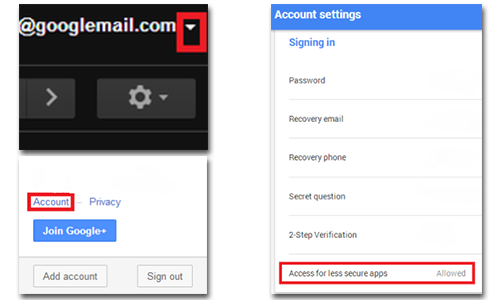 @googlemail.com
Account – Privacy
Join Google+
Add account Sign out
Account settings
Signing in
Password
Recovery email
Recovery phone
Secret question
2-Step Verification
Access for less secure apps Allowed